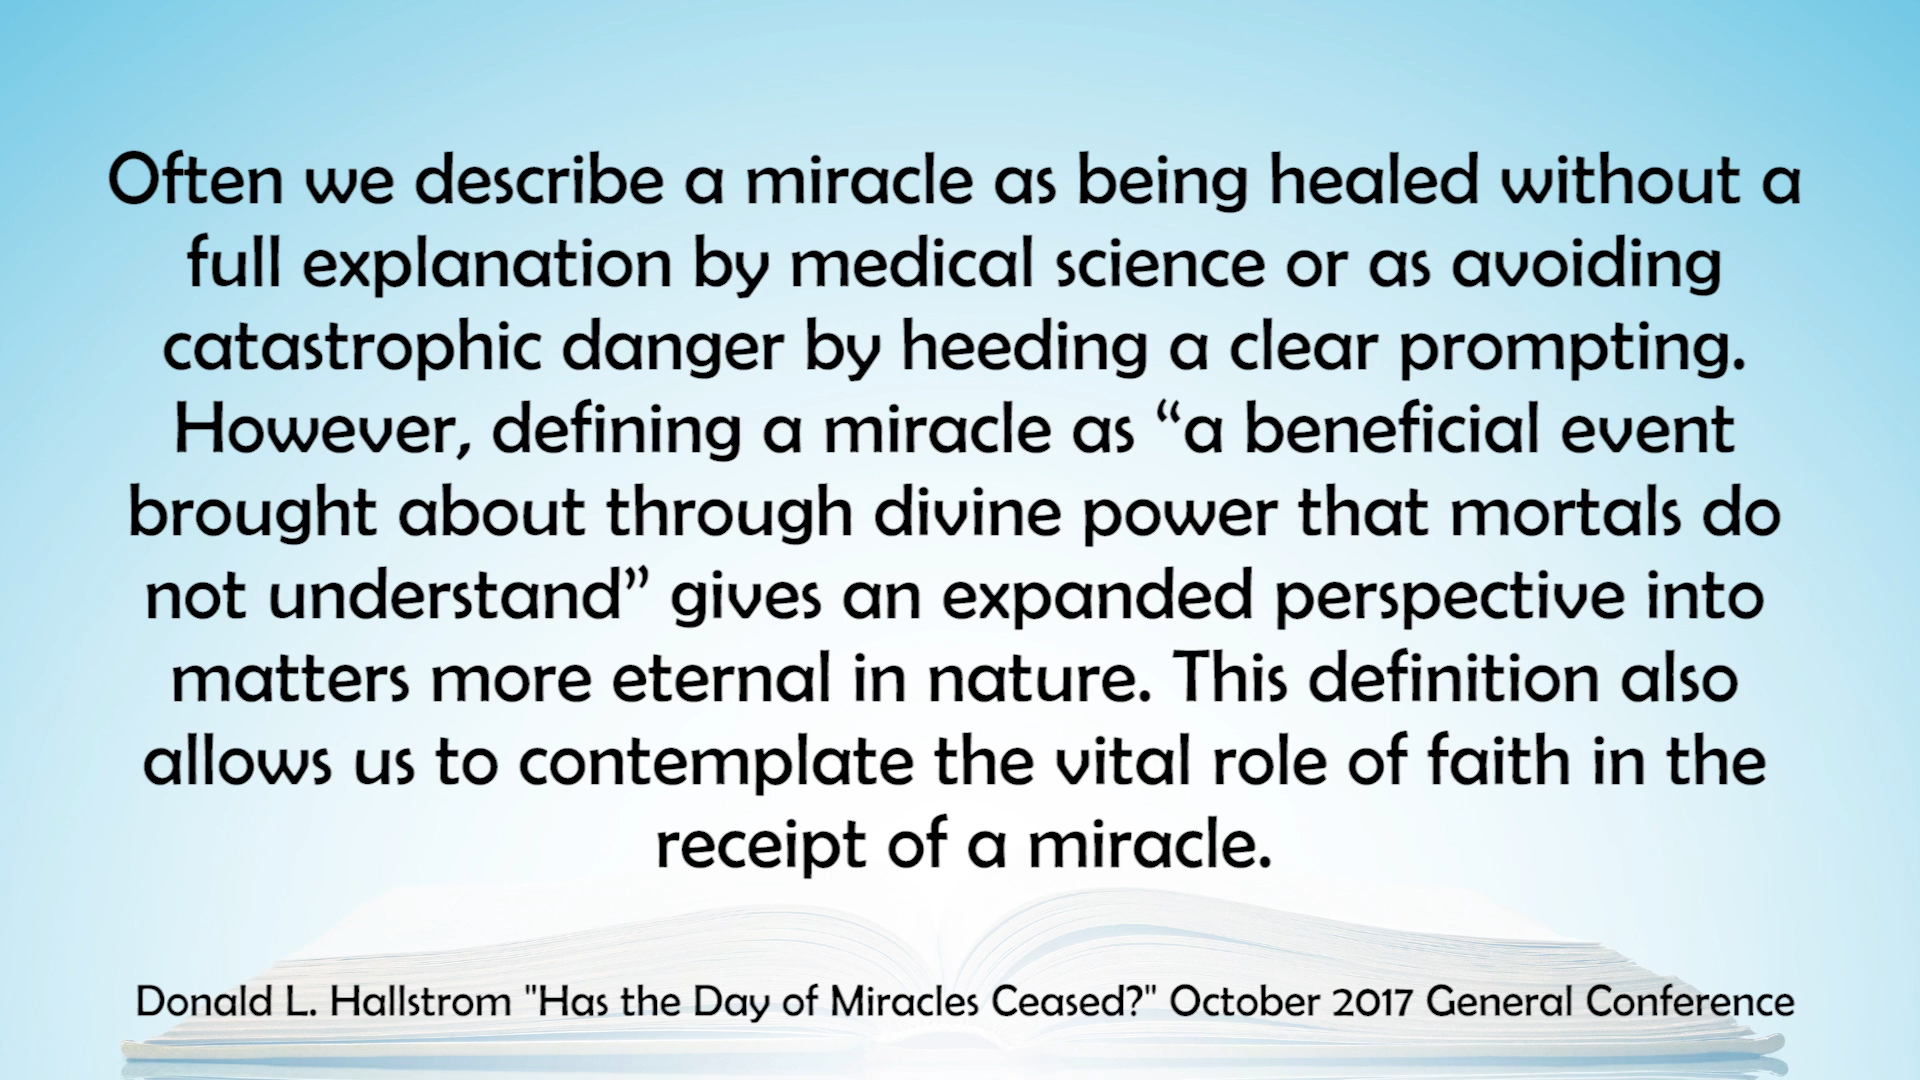 Often we describe a miracle as being healed without a
full explanation by medical science or as avoiding
catastrophic danger by heeding a clear prompting.
However, defining a miracle as “a beneficial event
brought about through divine power that mortals do
not understand” gives an expanded perspective into
matters more eternal in nature. This definition also
allows us to contemplate the vital role of faith in the
receipt of a miracle.
Donald L. Hallstrom "Has the Day of Miracles Ceased?" October 2017 General Conference